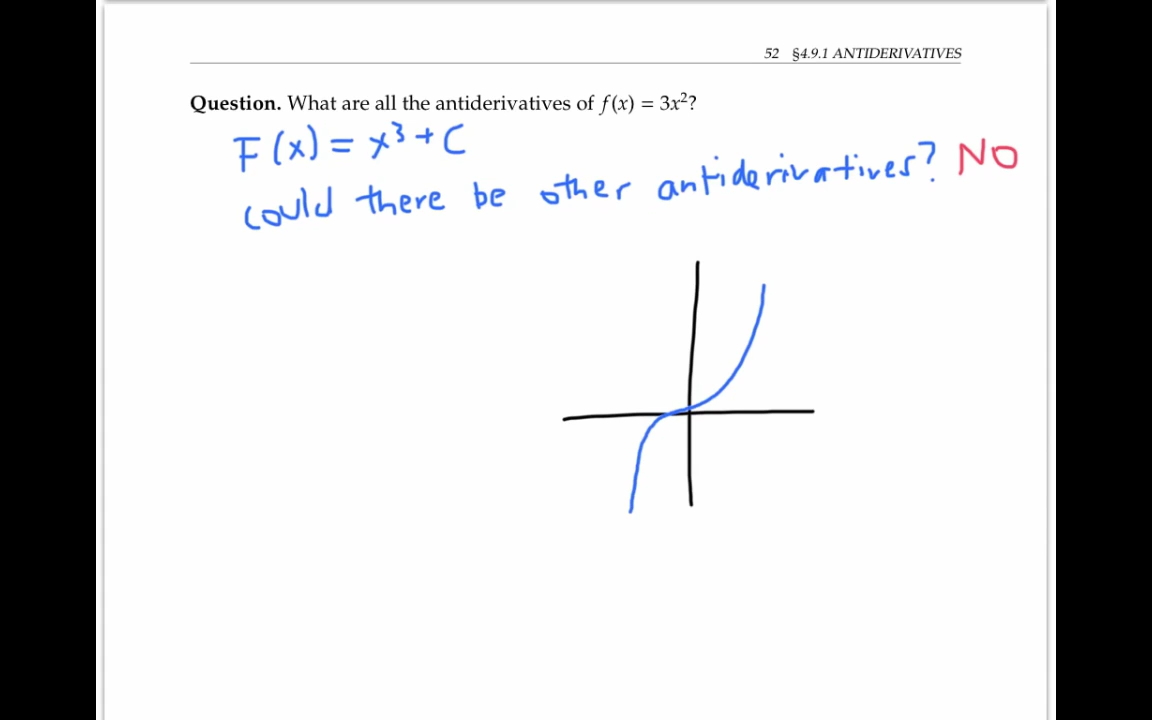 52 §4.9.1 ANTIDERIVATIVES
Question. What are all the antiderivatives of f(x) = 3x²?
F(x) = x³ + C
could there be other antiderivatives? NO